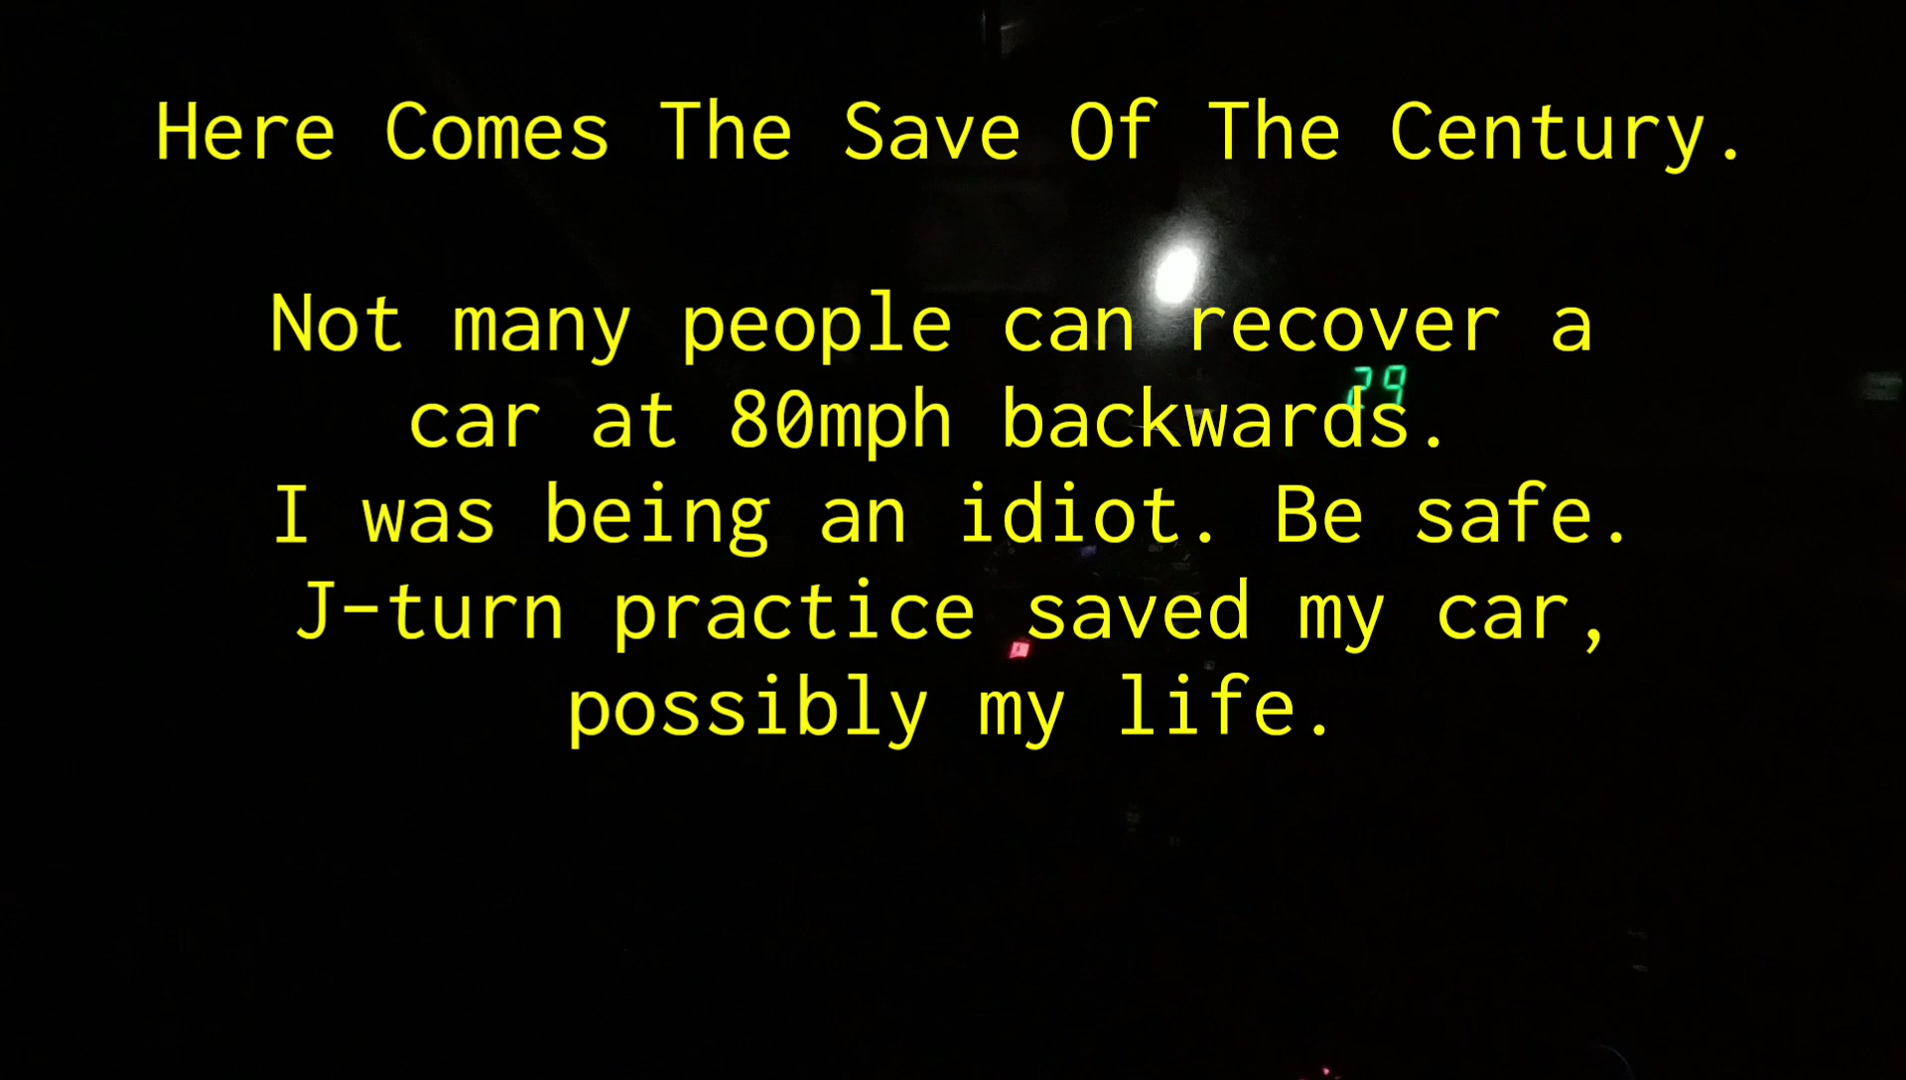 Here Comes The Save Of The Century.
Not many people can recover a
29
car at 80mph backwards.
I was being an idiot. Be safe.
J-turn practice saved my car,
possibly my life.